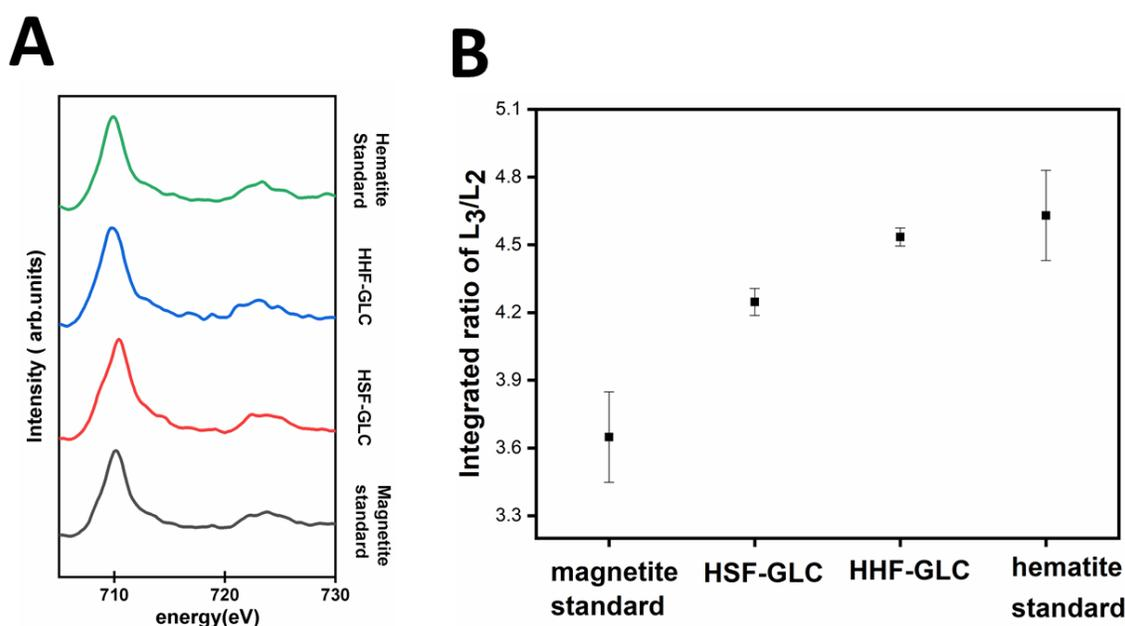 A
Hematite
Standard
HHF-GLC
HSF-GLC
Magnetite
standard
Intensity ( arb.units)
710
720
730
energy(eV)
B
5.1
4.8
4.5
4.2
3.9
3.6
3.3
Integrated ratio of L3/L2
magnetite
standard
HSF-GLC
HHF-GLC
hematite
standard